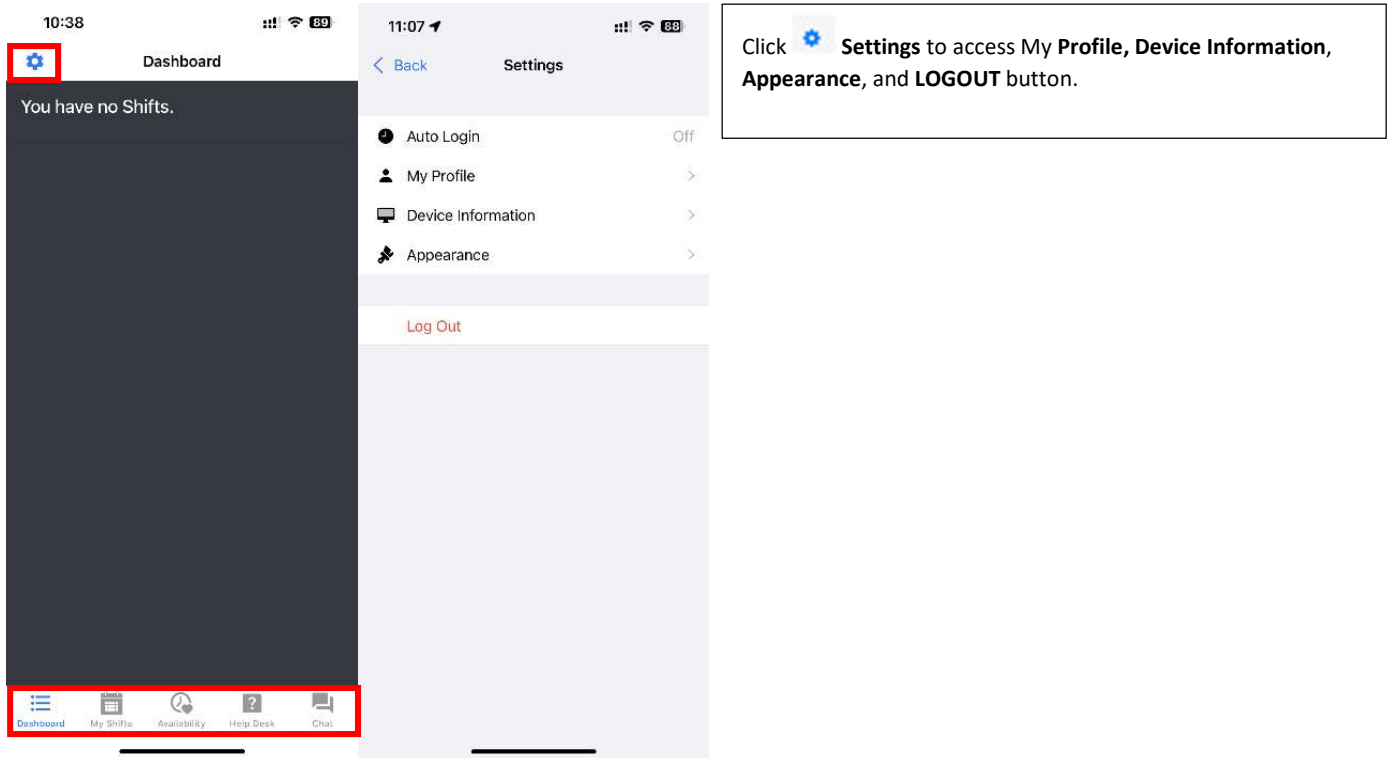 10:38
89
Dashboard
You have no Shifts.
Dashboard My Shifts Availability Help Desk Chat
11:07
88
Back Settings
Auto Login Off
My Profile
Device Information
Appearance
Log Out
Click Settings to access My Profile, Device Information,
Appearance, and LOGOUT button.